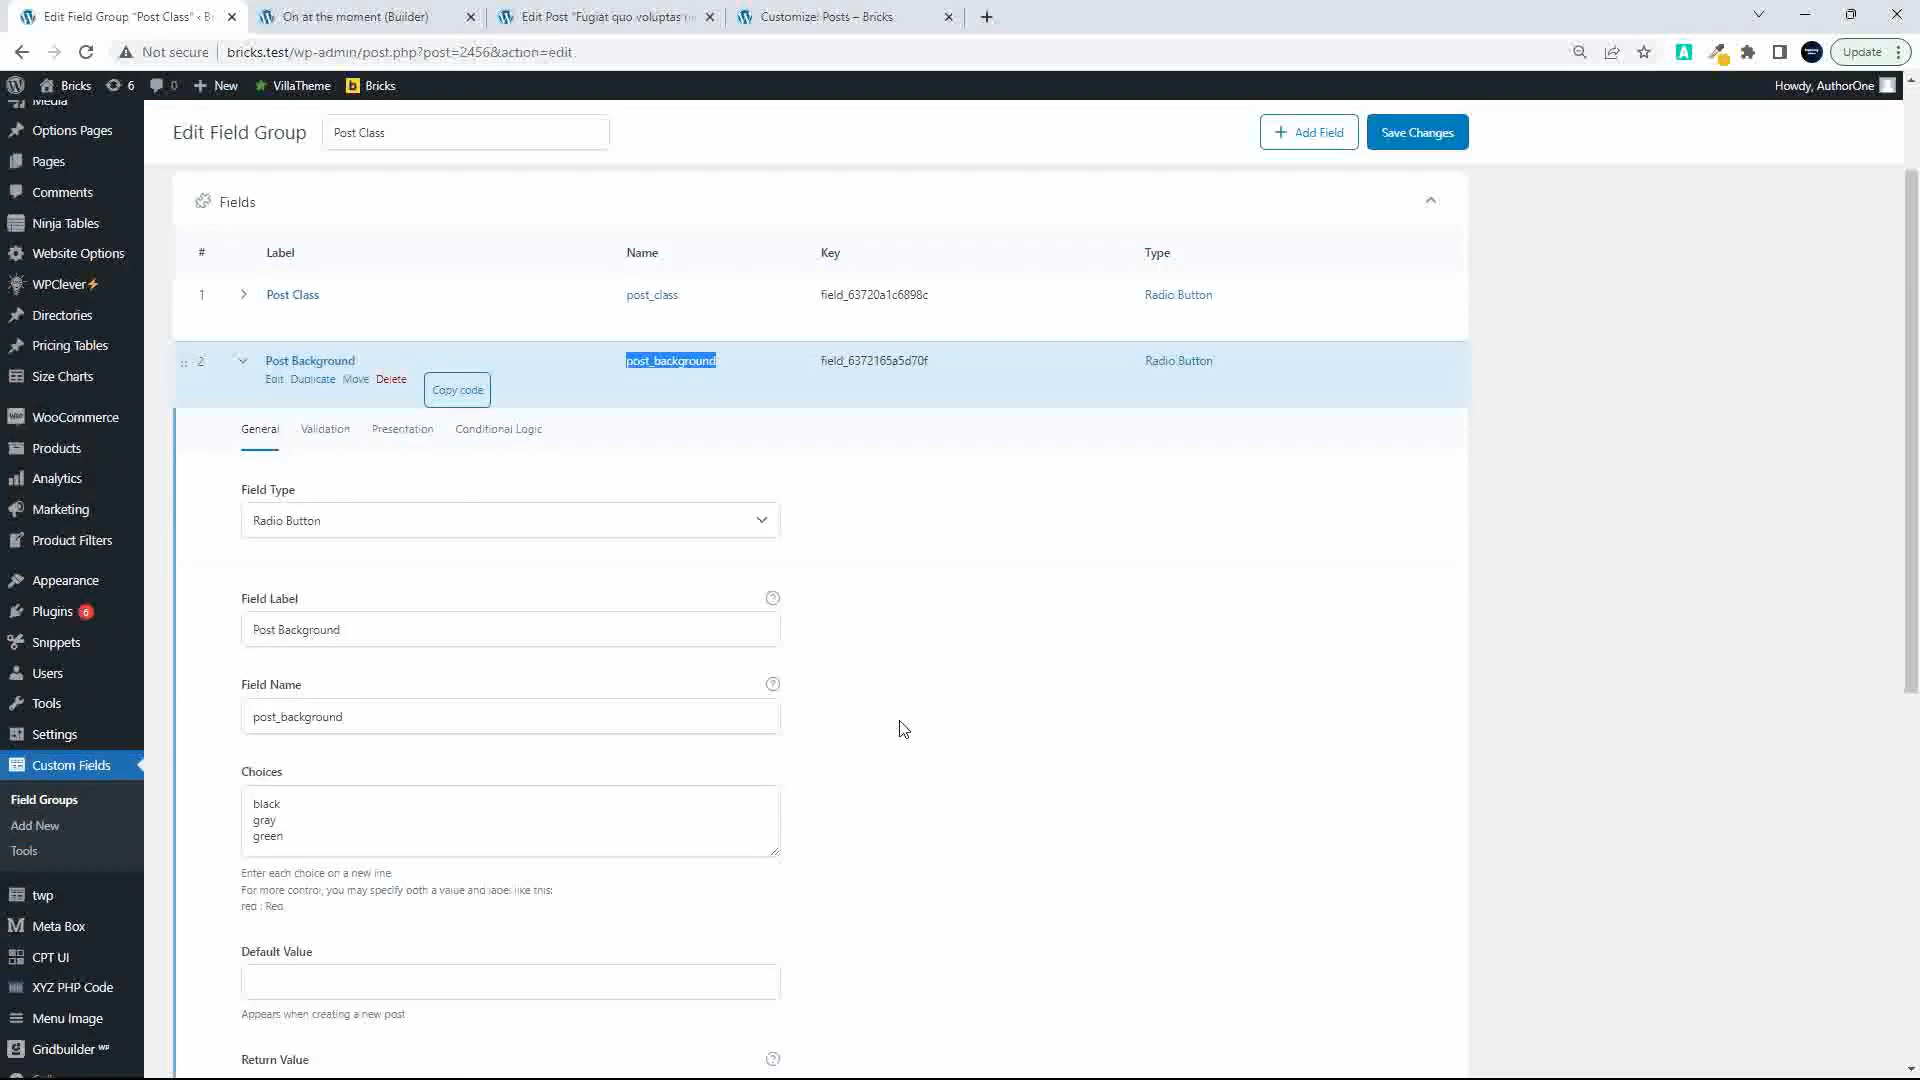 Edit Field Group "Post Class" ‹ B
On at the moment (Builder)
Edit Post "Fugiat quo voluptas
Customize: Posts – Bricks
Not secure
bricks.test/wp-admin/post.php?post=2456&action=edit
Update
Bricks
6
0
New
VillaTheme
Bricks
Howdy, AuthorOne
Media
Options Pages
Pages
Comments
Ninja Tables
Website Options
WPClever⚡
Directories
Pricing Tables
Size Charts
WooCommerce
Products
Analytics
Marketing
Product Filters
Appearance
Plugins 6
Snippets
Users
Tools
Settings
Custom Fields
Field Groups
Add New
Tools
twp
Meta Box
CPT UI
XYZ PHP Code
Menu Image
Gridbuilder ᵂᴾ
Edit Field Group
Post Class
+ Add Field
Save Changes
Fields
# Label Name Key Type
1 Post Class post_class field_63720a1c6898c Radio Button
2 Post Background post_background field_6372165a5d70f Radio Button
Edit Duplicate Move Delete
Copy code
General Validation Presentation Conditional Logic
Field Type
Radio Button
Field Label
Post Background
Field Name
post_background
Choices
black
gray
green
Enter each choice on a new line.
For more control, you may specify both a value and label like this:
red : Red
Default Value
Appears when creating a new post
Return Value